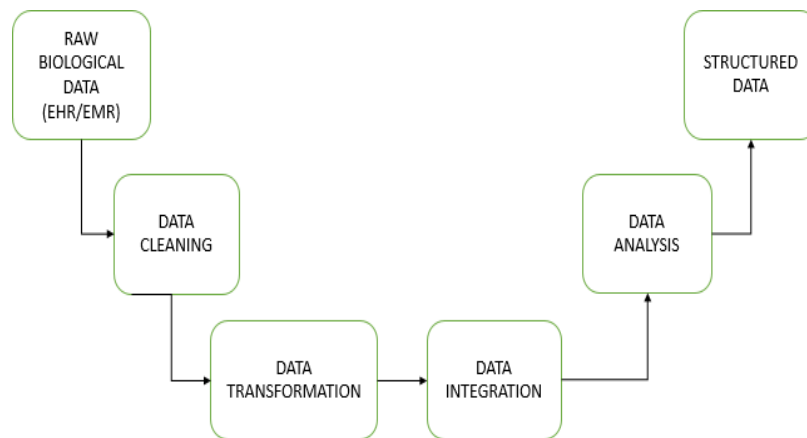 RAW
BIOLOGICAL
DATA
(EHR/EMR)
DATA
CLEANING
DATA
TRANSFORMATION
DATA
INTEGRATION
DATA
ANALYSIS
STRUCTURED
DATA